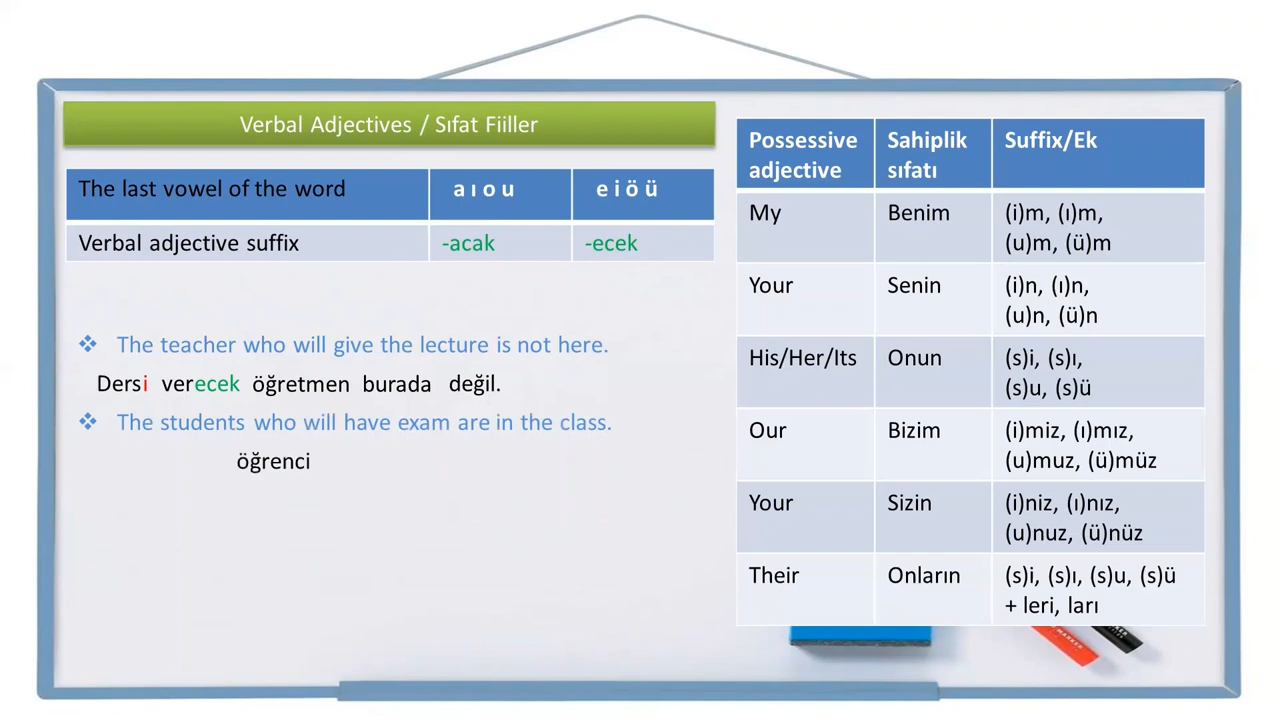 Verbal Adjectives / Sıfat Fiiller
The last vowel of the word a ı o u e i ö ü
Verbal adjective suffix -acak -ecek
The teacher who will give the lecture is not here.
Dersi verecek öğretmen burada değil.
The students who will have exam are in the class.
öğrenci
Possessive adjective Sahiplik sıfatı Suffix/Ek
My Benim (i)m, (ı)m,
(u)m, (ü)m
Your Senin (i)n, (ı)n,
(u)n, (ü)n
His/Her/Its Onun (s)i, (s)ı,
(s)u, (s)ü
Our Bizim (i)miz, (ı)mız,
(u)muz, (ü)müz
Your Sizin (i)niz, (ı)nız,
(u)nuz, (ü)nüz
Their Onların (s)i, (s)ı, (s)u, (s)ü
+ leri, ları